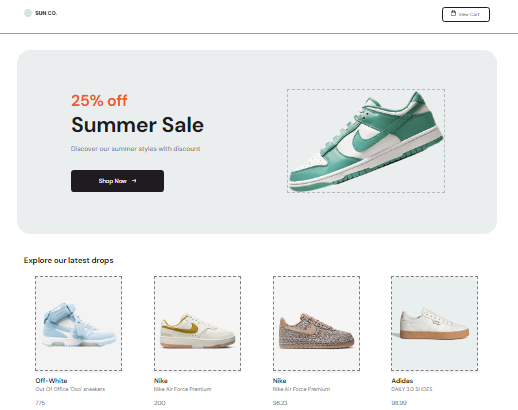 SUN CO.
View Cart
25% off
Summer Sale
Discover our summer styles with discount
Shop Now →
Explore our latest drops
Off-White
Out Of Office 'Ooo' sneakers
775
Nike
Nike Air Force Premium
200
Nike
Nike Air Force Premium
98.23
Adidas
DAILY 3.0 SHOES
98.99